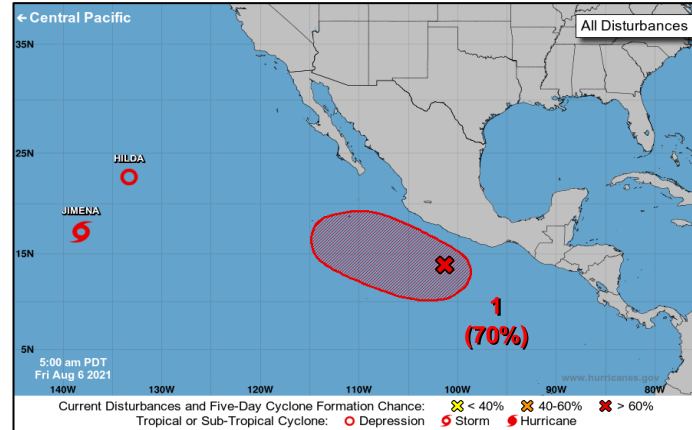 ← Central Pacific
All Disturbances
35N
25N
HILDA
JIMENA
15N
1
(70%)
5N
5:00 am PDT
Fri Aug 6 2021
www.hurricanes.gov
140W 130W 120W 110W 100W 90W 80W
Current Disturbances and Five-Day Cyclone Formation Chance: < 40% 40-60% > 60%
Tropical or Sub-Tropical Cyclone: Depression Storm Hurricane